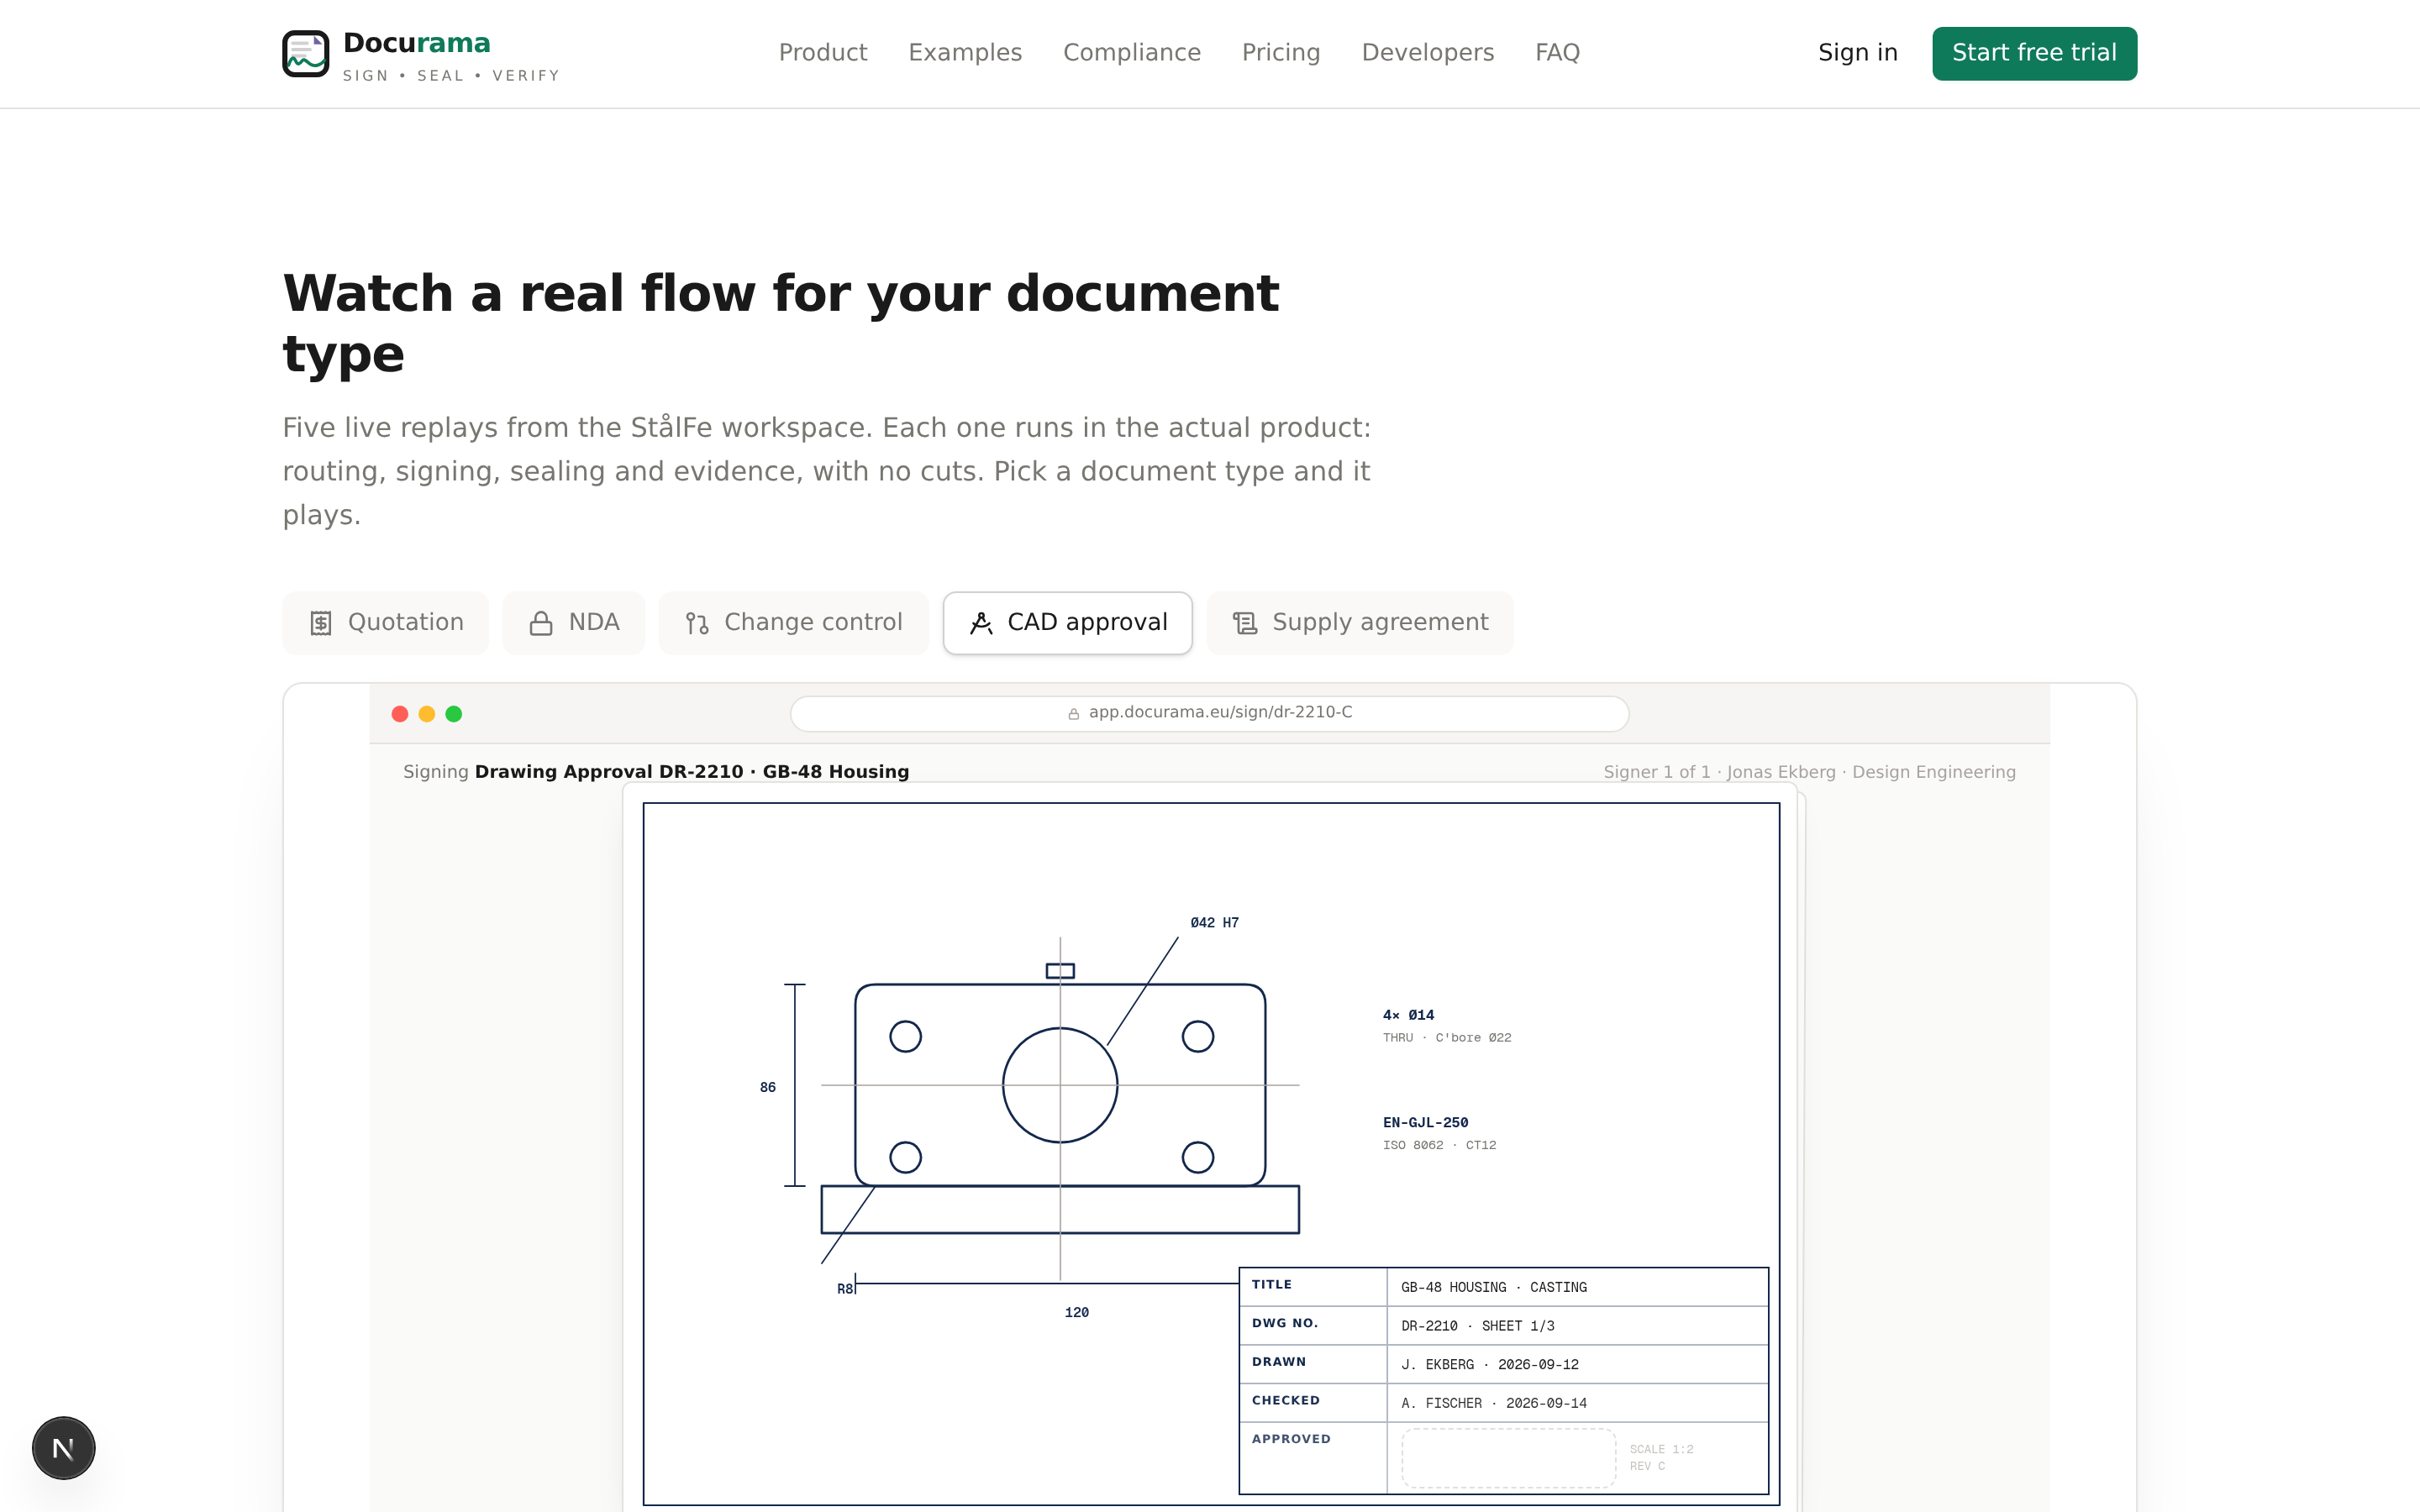 Docurama
SIGN • SEAL • VERIFY
Product
Examples
Compliance
Pricing
Developers
FAQ
Sign in
Start free trial
Watch a real flow for your document
type
Five live replays from the StålFe workspace. Each one runs in the actual product:
routing, signing, sealing and evidence, with no cuts. Pick a document type and it
plays.
Quotation
NDA
Change control
CAD approval
Supply agreement
app.docurama.eu/sign/dr-2210-C
Signing Drawing Approval DR-2210 · GB-48 Housing
Signer 1 of 1 · Jonas Ekberg · Design Engineering
Ø42 H7
4× Ø14
THRU · C'bore Ø22
86
EN-GJL-250
ISO 8062 · CT12
R8
120
TITLE
GB-48 HOUSING · CASTING
DWG NO.
DR-2210 · SHEET 1/3
DRAWN
J. EKBERG · 2026-09-12
CHECKED
A. FISCHER · 2026-09-14
APPROVED
SCALE 1:2
REV C
N